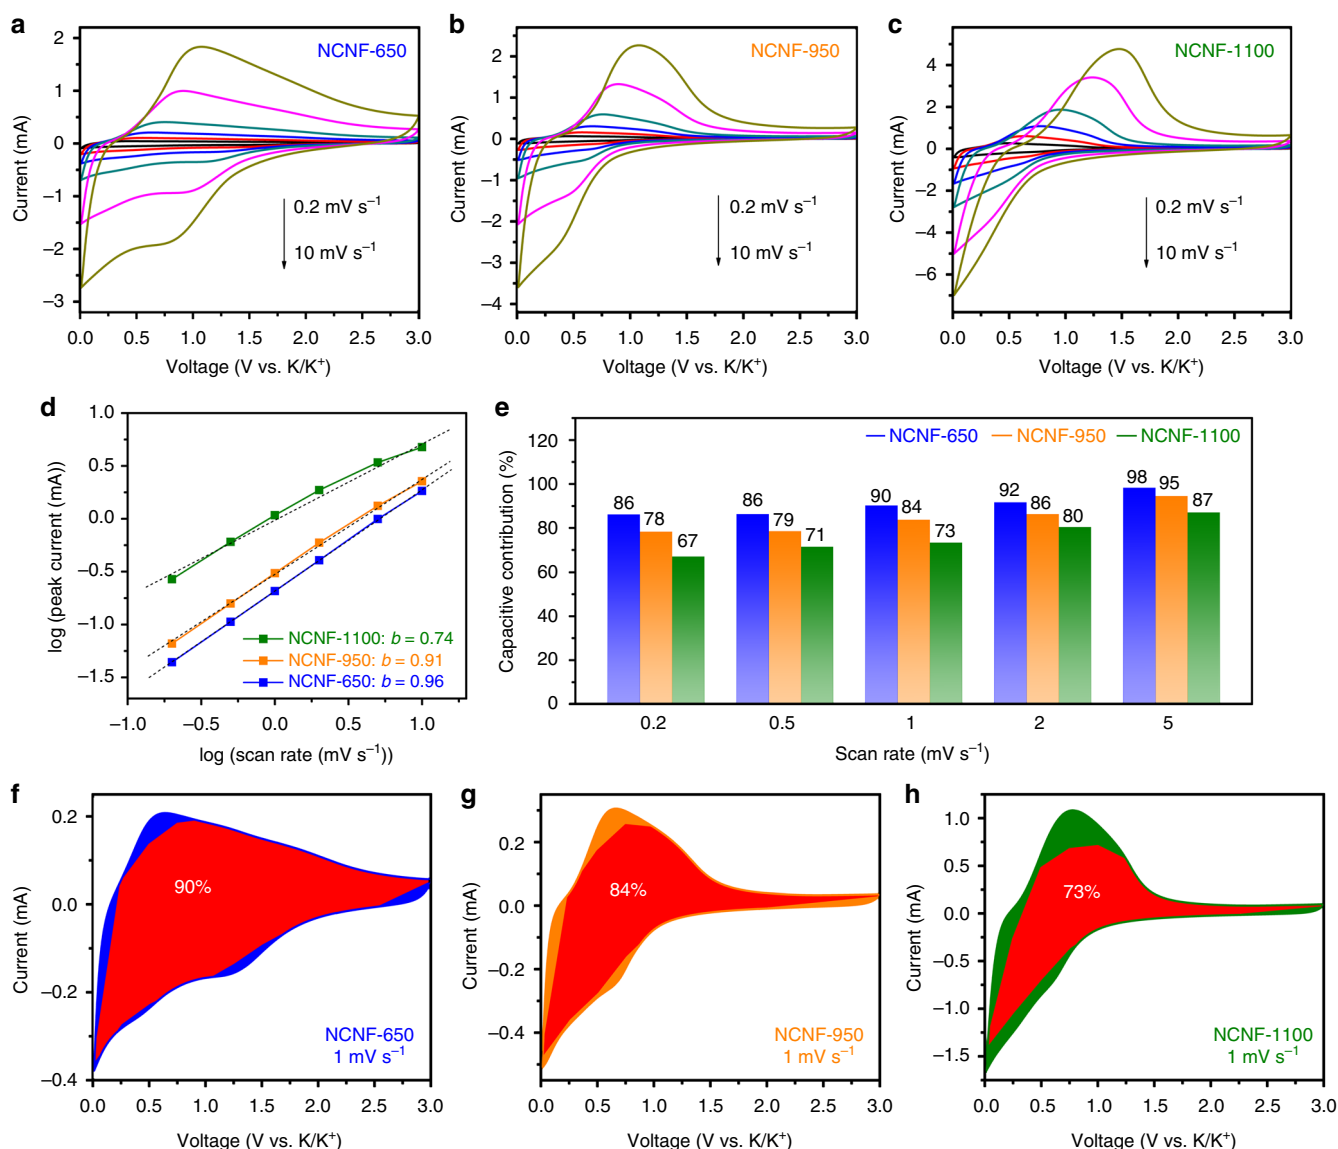 a
NCNF-650
2
1
0
−1
−2
−3
Current (mA)
0.2 mV s⁻¹
10 mV s⁻¹
0.0 0.5 1.0 1.5 2.0 2.5 3.0
Voltage (V vs. K/K⁺)
b
NCNF-950
2
1
0
−1
−2
−3
−4
Current (mA)
0.2 mV s⁻¹
10 mV s⁻¹
0.0 0.5 1.0 1.5 2.0 2.5 3.0
Voltage (V vs. K/K⁺)
c
NCNF-1100
4
2
0
−2
−4
−6
Current (mA)
0.2 mV s⁻¹
10 mV s⁻¹
0.0 0.5 1.0 1.5 2.0 2.5 3.0
Voltage (V vs. K/K⁺)
d
1.0
0.5
0.0
−0.5
−1.0
−1.5
log (peak current (mA))
NCNF-1100: b = 0.74
NCNF-950: b = 0.91
NCNF-650: b = 0.96
−1.0 −0.5 0.0 0.5 1.0
log (scan rate (mV s⁻¹))
e
NCNF-650 NCNF-950 NCNF-1100
120
100
80
60
40
20
0
Capacitive contribution (%)
86 78 67
86 79 71
90 84 73
92 86 80
98 95 87
0.2 0.5 1 2 5
Scan rate (mV s⁻¹)
f
0.2
0.0
−0.2
−0.4
Current (mA)
90%
NCNF-650
1 mV s⁻¹
0.0 0.5 1.0 1.5 2.0 2.5 3.0
Voltage (V vs. K/K⁺)
g
0.2
0.0
−0.2
−0.4
Current (mA)
84%
NCNF-950
1 mV s⁻¹
0.0 0.5 1.0 1.5 2.0 2.5 3.0
Voltage (V vs. K/K⁺)
h
1.0
0.5
0.0
−0.5
−1.0
−1.5
Current (mA)
73%
NCNF-1100
1 mV s⁻¹
0.0 0.5 1.0 1.5 2.0 2.5 3.0
Voltage (V vs. K/K⁺)